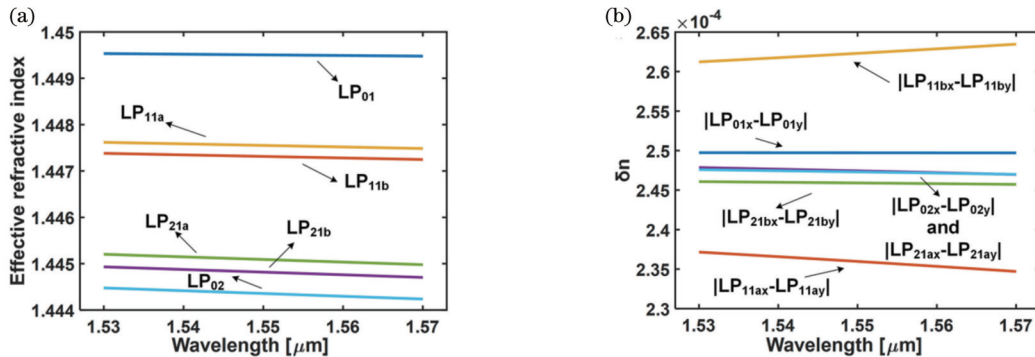 (a)
1.45
1.449
1.448
1.447
1.446
1.445
1.444
Effective refractive index
LP01
LP11a
LP11b
LP21a
LP21b
LP02
1.53 1.54 1.55 1.56 1.57
Wavelength [μm]
(b)
×10-4
2.65
2.6
2.55
2.5
2.45
2.4
2.35
2.3
δn
|LP11bx-LP11by|
|LP01x-LP01y|
|LP21bx-LP21by|
|LP02x-LP02y|
and
|LP21ax-LP21ay|
|LP11ax-LP11ay|
1.53 1.54 1.55 1.56 1.57
Wavelength [μm]